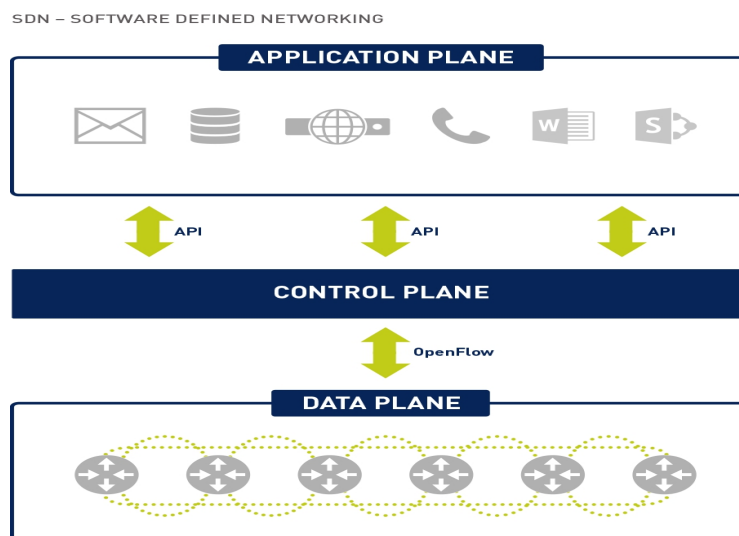 SDN – SOFTWARE DEFINED NETWORKING
APPLICATION PLANE
W
S
API
API
API
CONTROL PLANE
OpenFlow
DATA PLANE